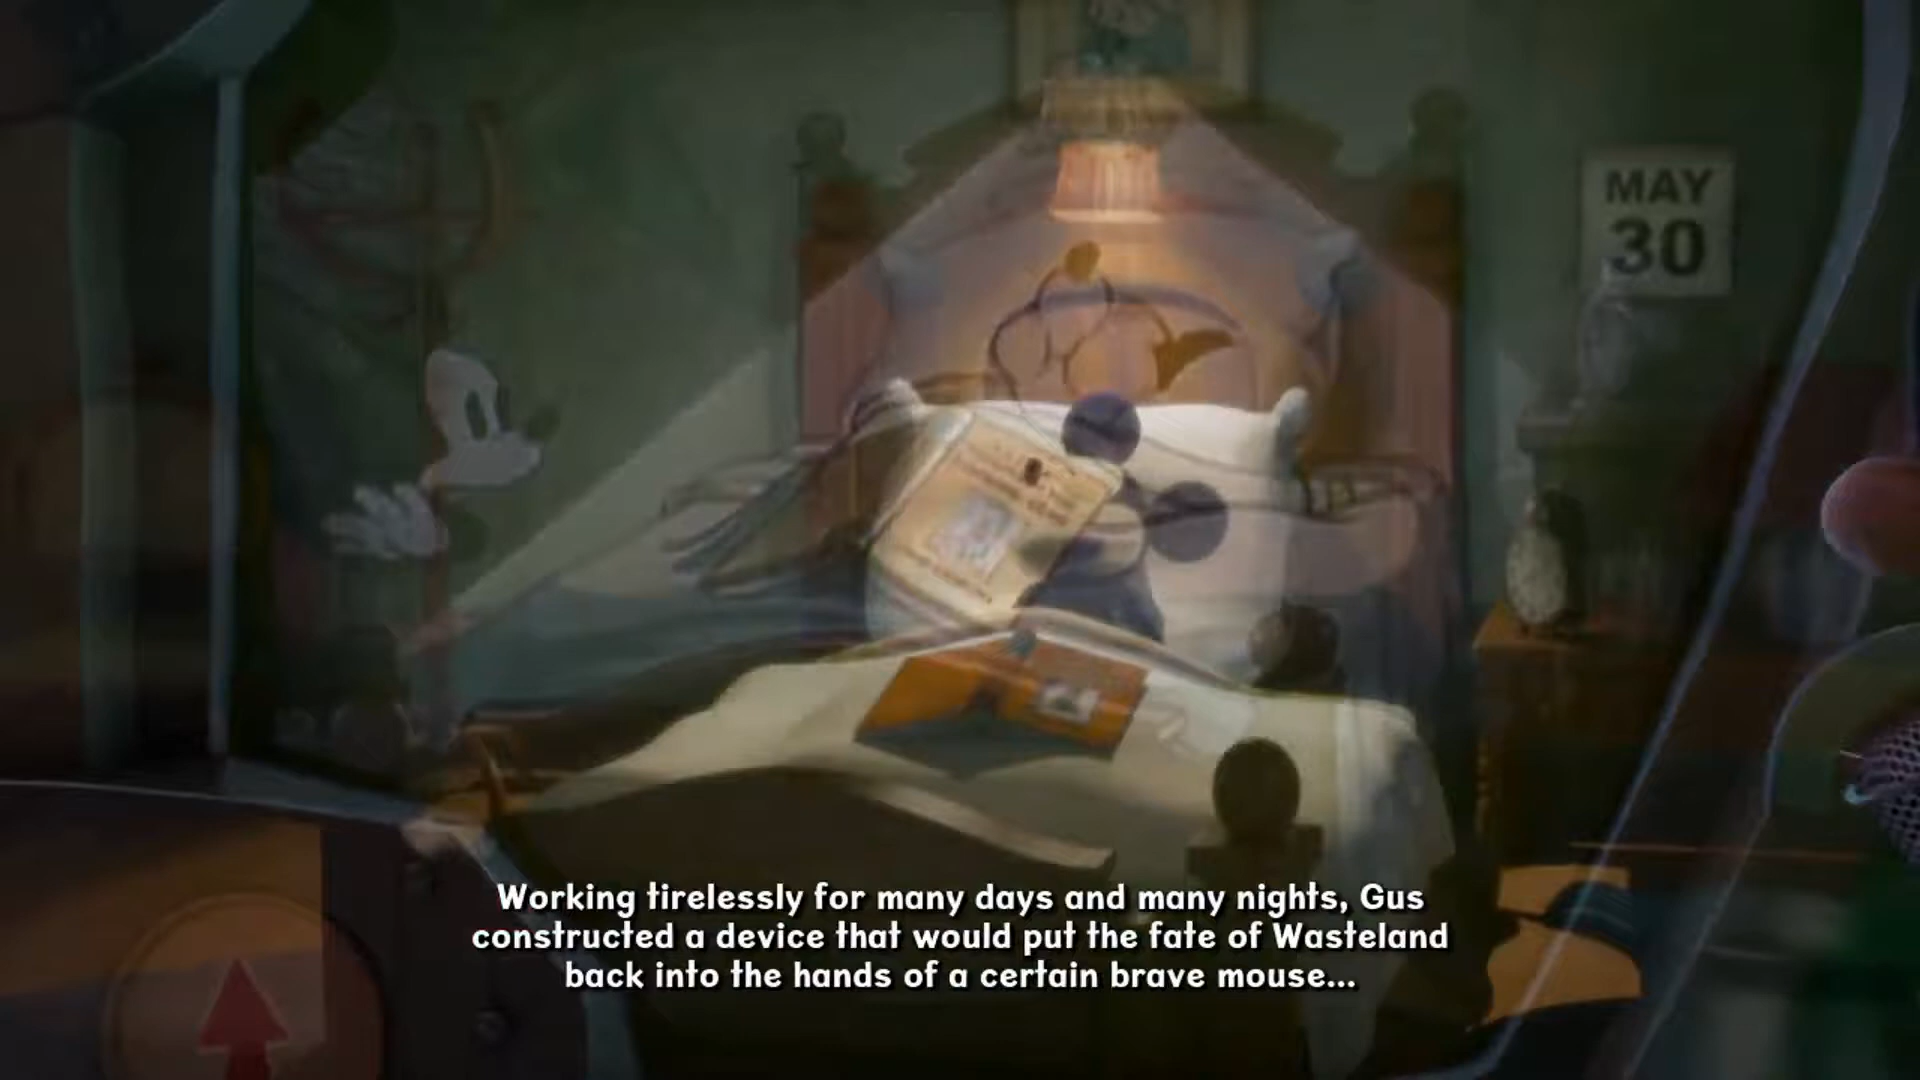 MAY
30
Working tirelessly for many days and many nights, Gus
constructed a device that would put the fate of Wasteland
back into the hands of a certain brave mouse...